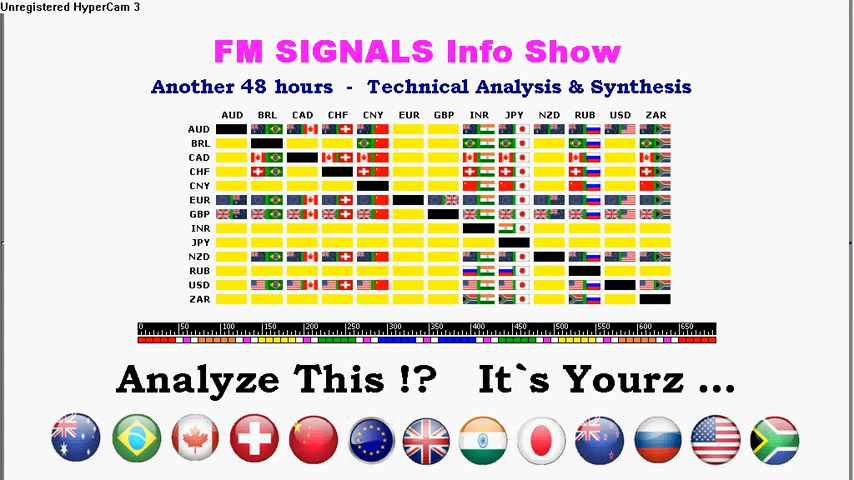 Unregistered HyperCam 3
FM SIGNALS Info Show
Another 48 hours - Technical Analysis & Synthesis
AUD BRL CAD CHF CNY EUR GBP INR JPY NZD RUB USD ZAR
AUD
BRL
CAD
CHF
CNY
EUR
GBP
INR
JPY
NZD
RUB
USD
ZAR
0 50 100 150 200 250 300 350 400 450 500 550 600 650
Analyze This !? It`s Yourz ...